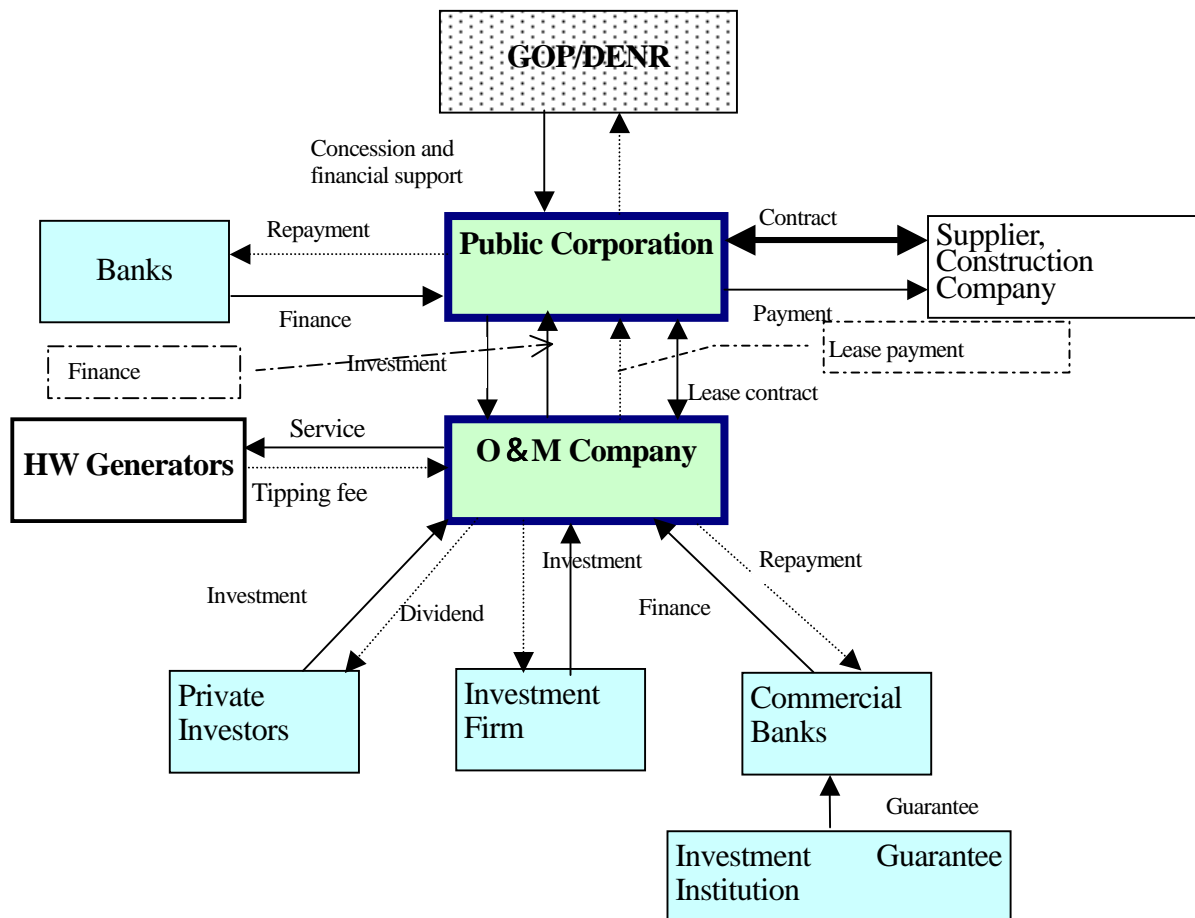 GOP/DENR
Concession and
financial support
Repayment
Public Corporation
Contract
Supplier,
Construction
Company
Banks
Finance
Payment
Finance
Investment
Lease payment
Lease contract
HW Generators
Service
O&M Company
Tipping fee
Investment
Dividend
Investment
Finance
Repayment
Private
Investors
Investment
Firm
Commercial
Banks
Guarantee
Investment Guarantee
Institution